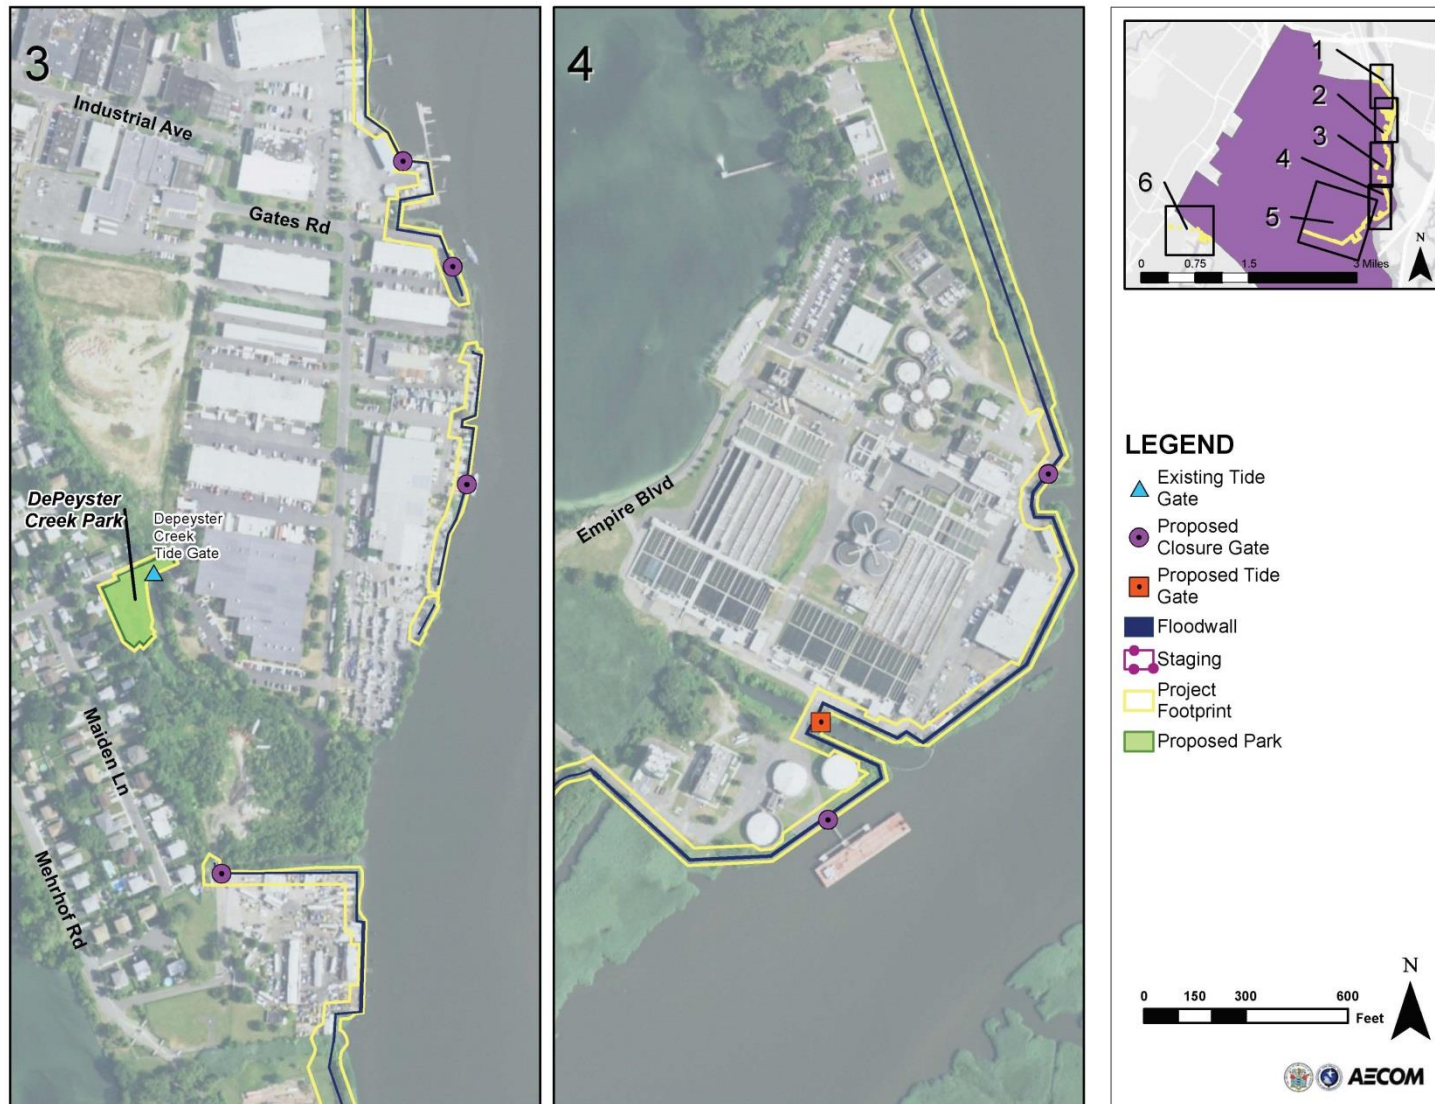 3
Industrial Ave
Gates Rd
DePeyster
Creek Park
Depeyster
Creek
Tide Gate
Maiden Ln
Mehrhof Rd
4
Empire Blvd
1
2
3
4
5
6
N
0 0.75 1.5 3 Miles
LEGEND
Existing Tide
Gate
Proposed
Closure Gate
Proposed Tide
Gate
Floodwall
Staging
Project
Footprint
Proposed Park
N
0 150 300 600
Feet
AECOM